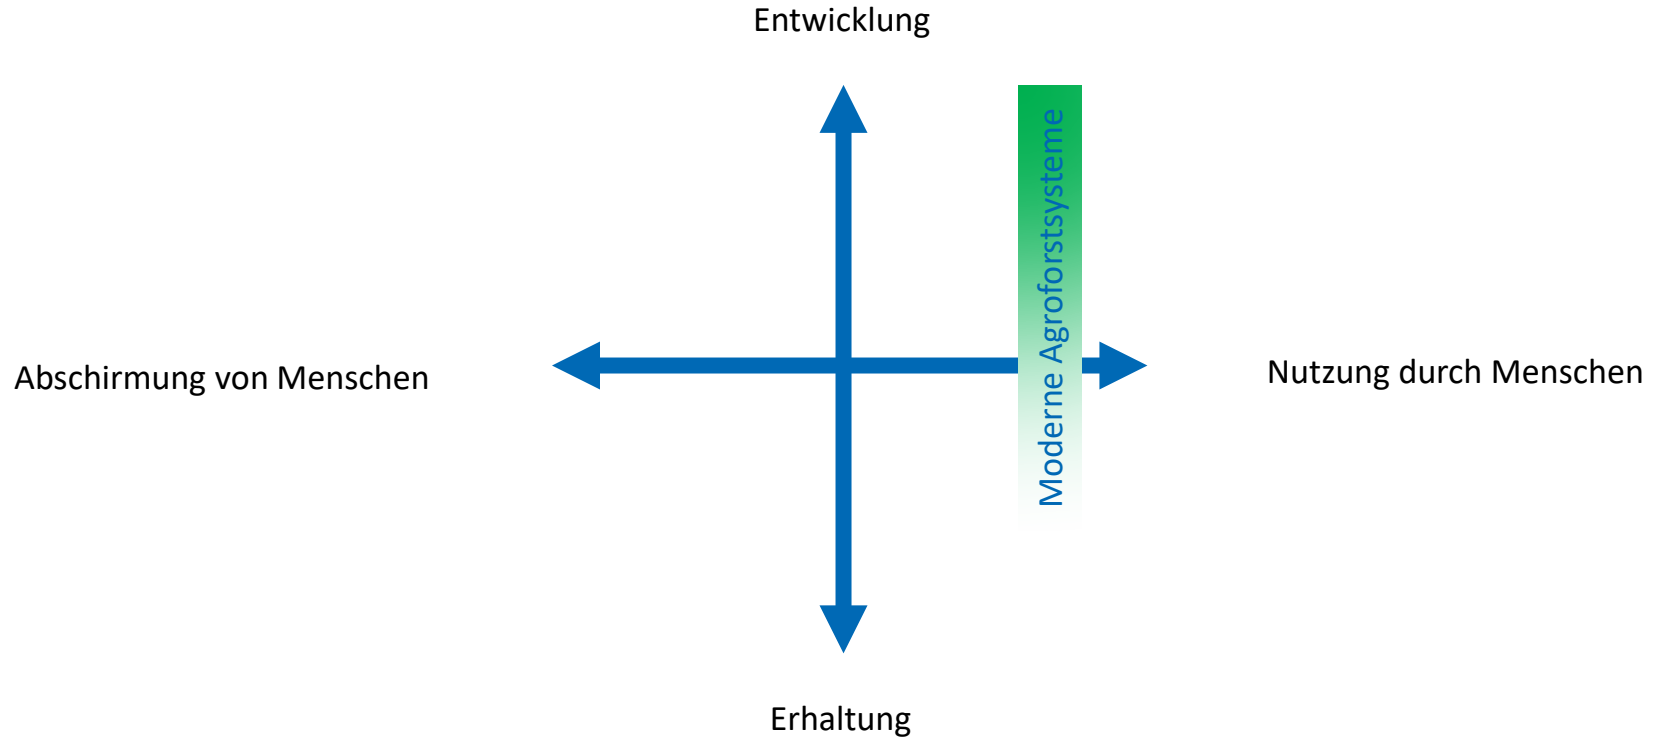 Entwicklung
Moderne Agroforstsysteme
Abschirmung von Menschen
Nutzung durch Menschen
Erhaltung